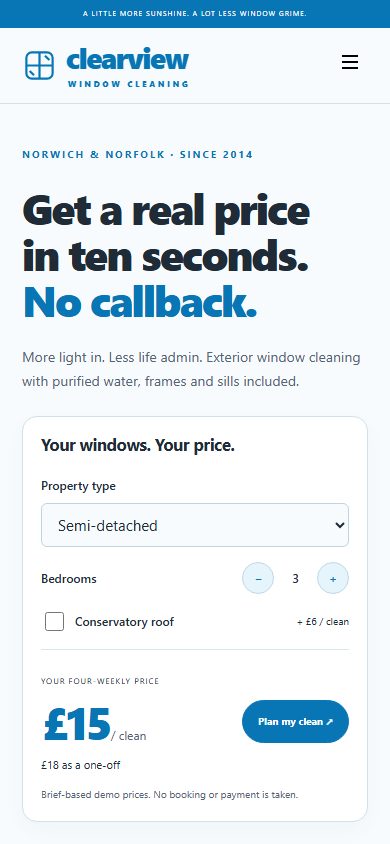 A LITTLE MORE SUNSHINE. A LOT LESS WINDOW GRIME.
clearview
WINDOW CLEANING
NORWICH & NORFOLK · SINCE 2014
Get a real price
in ten seconds.
No callback.
More light in. Less life admin. Exterior window cleaning
with purified water, frames and sills included.
Your windows. Your price.
Property type
Semi-detached
Bedrooms − 3 +
Conservatory roof + £6 / clean
YOUR FOUR-WEEKLY PRICE
£15 / clean Plan my clean ↗
£18 as a one-off
Brief-based demo prices. No booking or payment is taken.